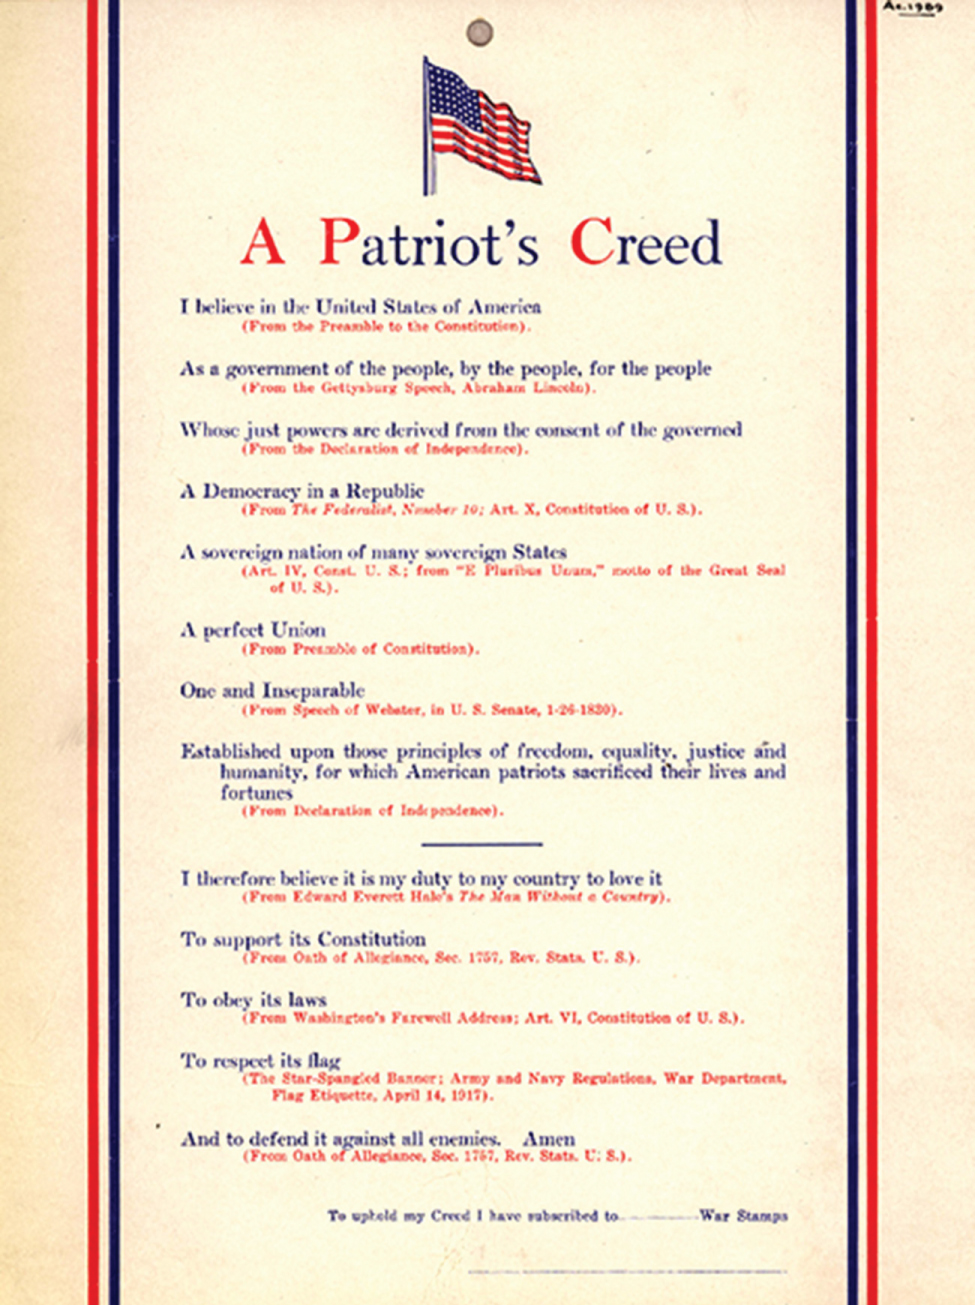 Ac.1989
A Patriot's Creed
I believe in the United States of America
(From the Preamble to the Constitution).
As a government of the people, by the people, for the people
(From the Gettysburg Speech, Abraham Lincoln).
Whose just powers are derived from the consent of the governed
(From the Declaration of Independence).
A Democracy in a Republic
(From The Federalist, Number 10; Art. X, Constitution of U. S.).
A sovereign nation of many sovereign States
(Art. IV, Const. U. S.; from "E Pluribus Unum," motto of the Great Seal
of U. S.).
A perfect Union
(From Preamble of Constitution).
One and Inseparable
(From Speech of Webster, in U. S. Senate, 1-26-1830).
Established upon those principles of freedom, equality, justice and
humanity, for which American patriots sacrificed their lives and
fortunes
(From Declaration of Independence).
I therefore believe it is my duty to my country to love it
(From Edward Everett Hale's The Man Without a Country).
To support its Constitution
(From Oath of Allegiance, Sec. 1757, Rev. Stats. U. S.).
To obey its laws
(From Washington's Farewell Address; Art. VI, Constitution of U. S.).
To respect its flag
(The Star-Spangled Banner; Army and Navy Regulations, War Department,
Flag Etiquette, April 14, 1917).
And to defend it against all enemies. Amen
(From Oath of Allegiance, Sec. 1757, Rev. Stats. U. S.).
To uphold my Creed I have subscribed to War Stamps